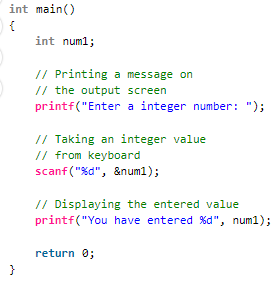 int main()
{
    int num1;

    // Printing a message on
    // the output screen
    printf("Enter a integer number: ");

    // Taking an integer value
    // from keyboard
    scanf("%d", &num1);

    // Displaying the entered value
    printf("You have entered %d", num1);

    return 0;
}